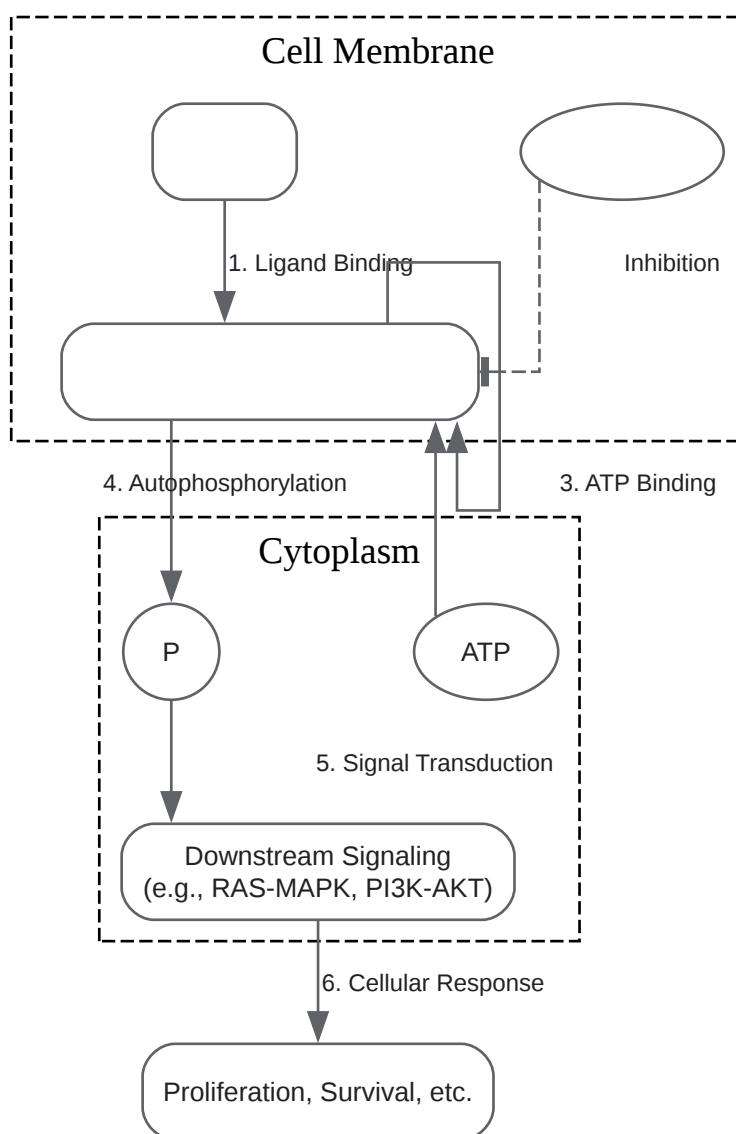 Cell Membrane
1. Ligand Binding
Inhibition
4. Autophosphorylation
3. ATP Binding
Cytoplasm
P
ATP
5. Signal Transduction
Downstream Signaling
(e.g., RAS-MAPK, PI3K-AKT)
6. Cellular Response
Proliferation, Survival, etc.